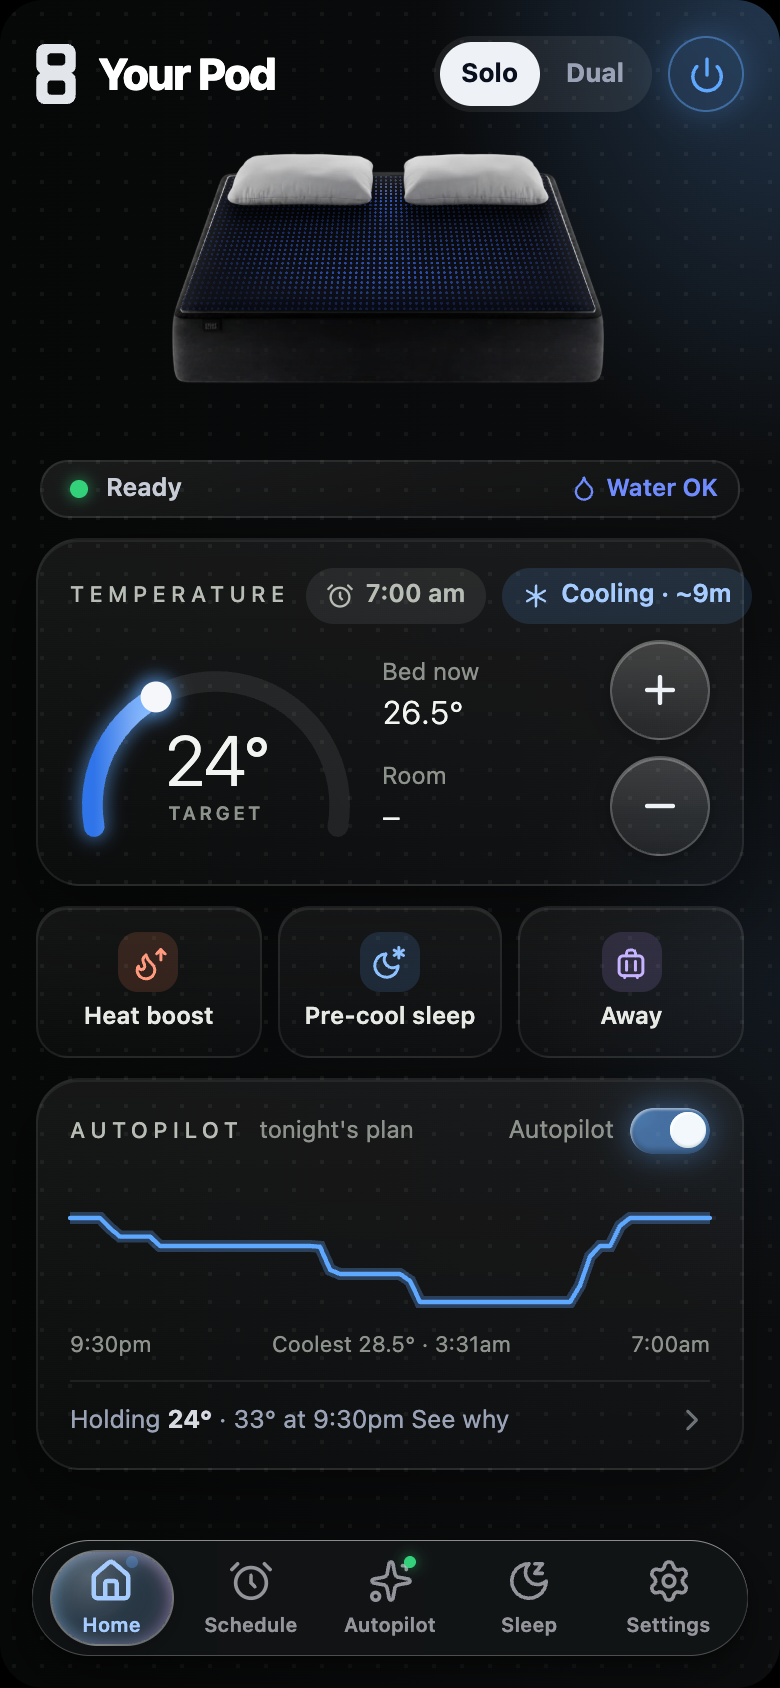 8 Your Pod
Solo Dual
Ready
Water OK
TEMPERATURE 7:00 am Cooling · ~9m
Bed now
26.5°
24°
TARGET
Room
–
Heat boost Pre-cool sleep Away
AUTOPILOT tonight's plan Autopilot
9:30pm Coolest 28.5° · 3:31am 7:00am
Holding 24° · 33° at 9:30pm See why
Home Schedule Autopilot Sleep Settings